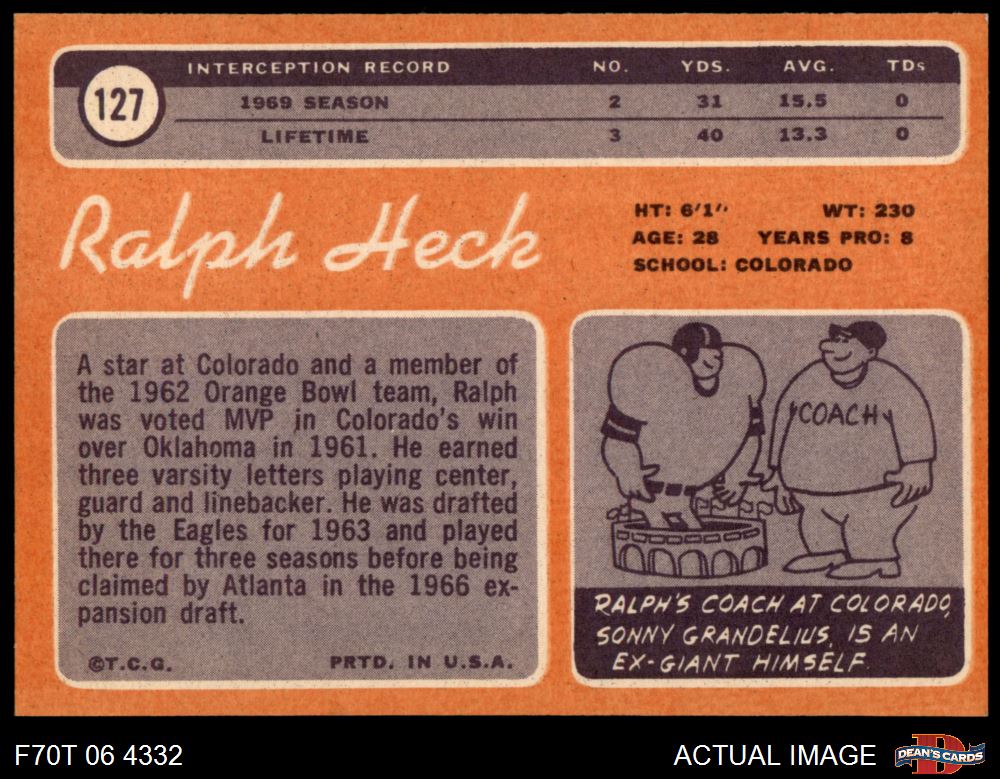 127
INTERCEPTION RECORD NO. YDS. AVG. TDs
1969 SEASON 2 31 15.5 0
LIFETIME 3 40 13.3 0
Ralph Heck
HT: 6'1" WT: 230
AGE: 28 YEARS PRO: 8
SCHOOL: COLORADO
A star at Colorado and a member of
the 1962 Orange Bowl team, Ralph
was voted MVP in Colorado's win
over Oklahoma in 1961. He earned
three varsity letters playing center,
guard and linebacker. He was drafted
by the Eagles for 1963 and played
there for three seasons before being
claimed by Atlanta in the 1966 ex-
pansion draft.
©T.C.G. PRTD. IN U.S.A.
COACH
RALPH'S COACH AT COLORADO,
SONNY GRANDELIUS, IS AN
EX-GIANT HIMSELF.
F70T 06 4332
ACTUAL IMAGE
D
DEAN'S CARDS